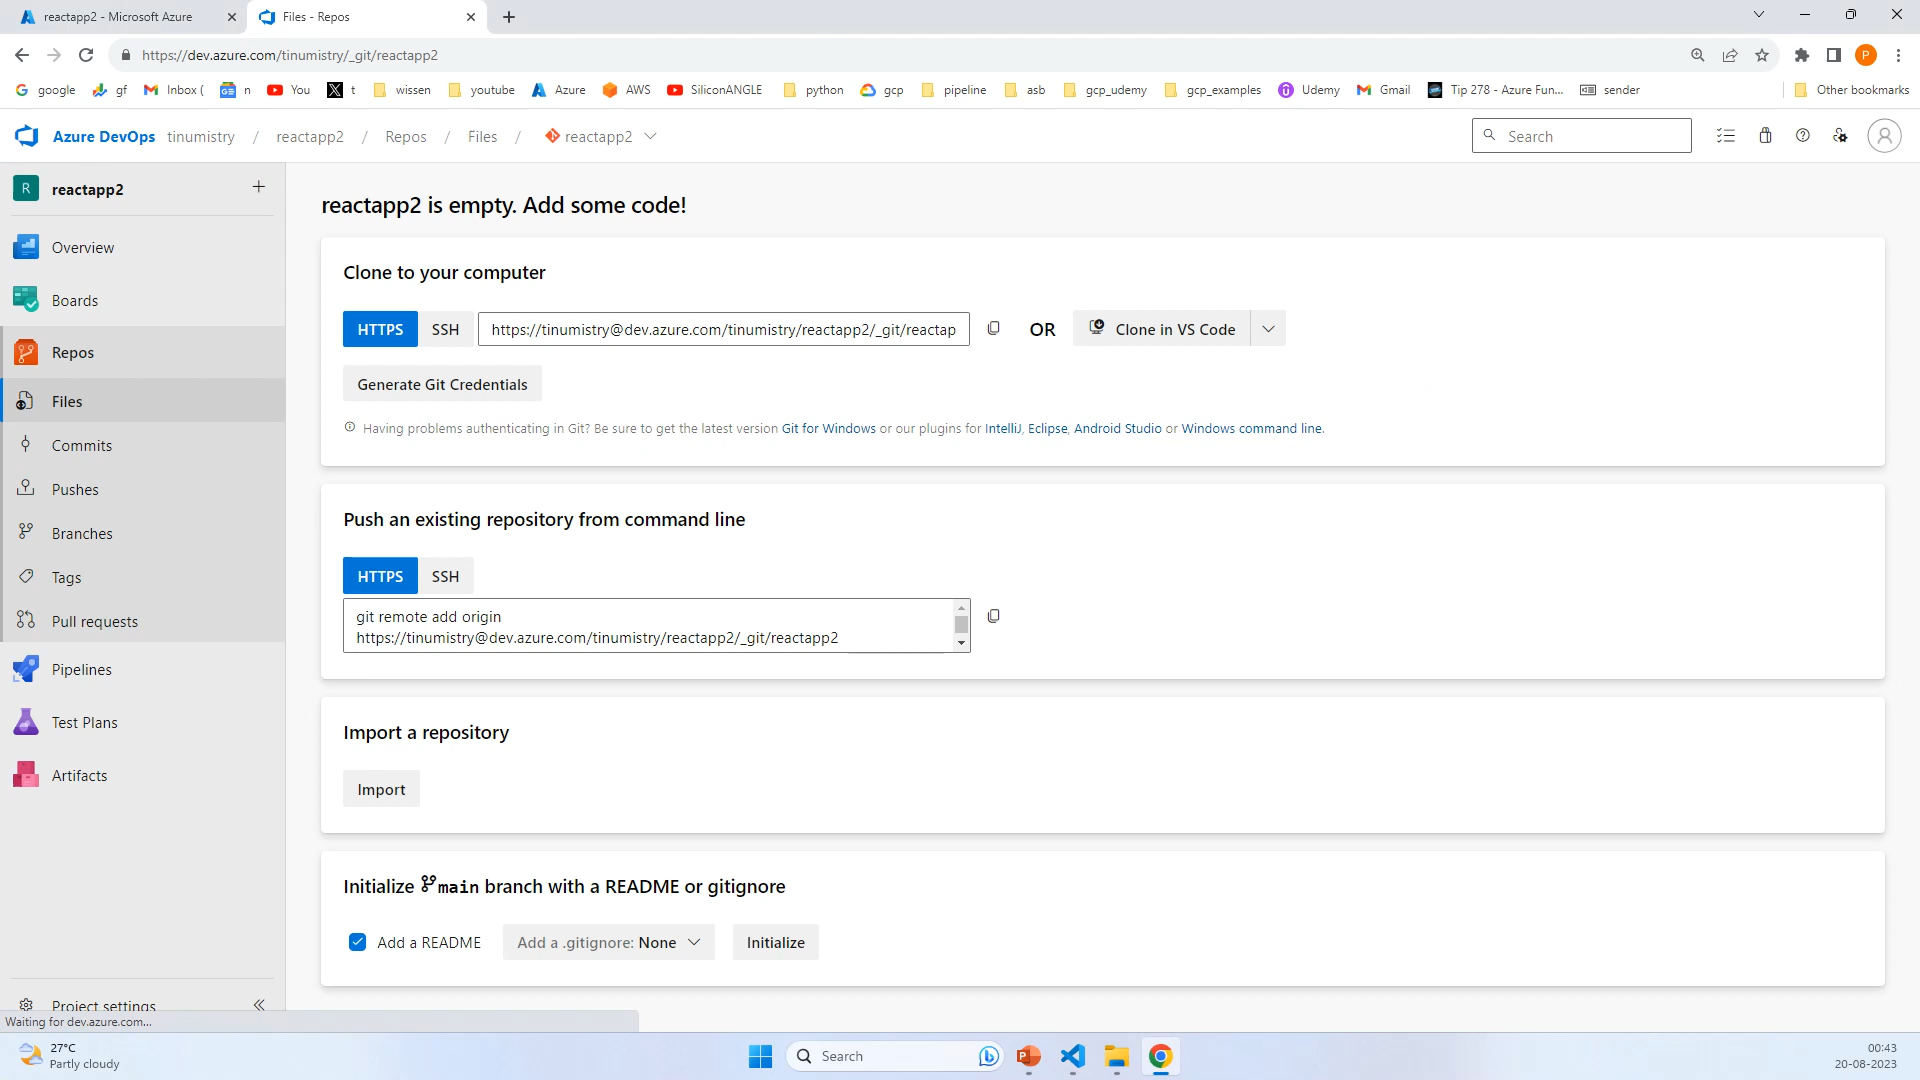 reactapp2 - Microsoft Azure
Files - Repos
https://dev.azure.com/tinumistry/_git/reactapp2
P
google
gf
Inbox (
n
You
t
wissen
youtube
Azure
AWS
SiliconANGLE
python
gcp
pipeline
asb
gcp_udemy
gcp_examples
Udemy
Gmail
Tip 278 - Azure Fun...
sender
Other bookmarks
Azure DevOps tinumistry / reactapp2 / Repos / Files / reactapp2
Search
R reactapp2
Overview
Boards
Repos
Files
Commits
Pushes
Branches
Tags
Pull requests
Pipelines
Test Plans
Artifacts
Project settings
Waiting for dev.azure.com...
reactapp2 is empty. Add some code!
Clone to your computer
HTTPS SSH https://tinumistry@dev.azure.com/tinumistry/reactapp2/_git/reactap OR Clone in VS Code
Generate Git Credentials
Having problems authenticating in Git? Be sure to get the latest version Git for Windows or our plugins for IntelliJ, Eclipse, Android Studio or Windows command line.
Push an existing repository from command line
HTTPS SSH
git remote add origin
https://tinumistry@dev.azure.com/tinumistry/reactapp2/_git/reactapp2
Import a repository
Import
Initialize main branch with a README or gitignore
Add a README Add a .gitignore: None Initialize
27°C
Partly cloudy
Search
00:43
20-08-2023